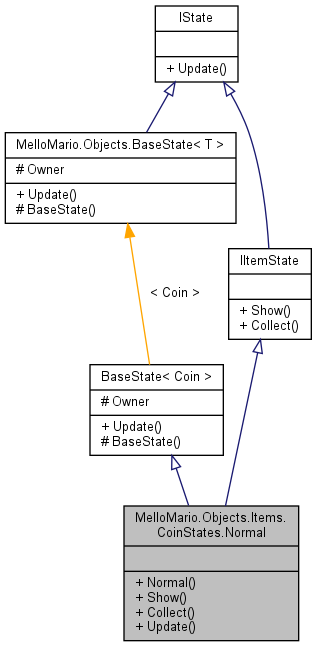 IState
+ Update()
MelloMario.Objects.BaseState< T >
# Owner
+ Update()
# BaseState()
IItemState
+ Show()
+ Collect()
< Coin >
BaseState< Coin >
# Owner
+ Update()
# BaseState()
MelloMario.Objects.Items.
CoinStates.Normal
+ Normal()
+ Show()
+ Collect()
+ Update()